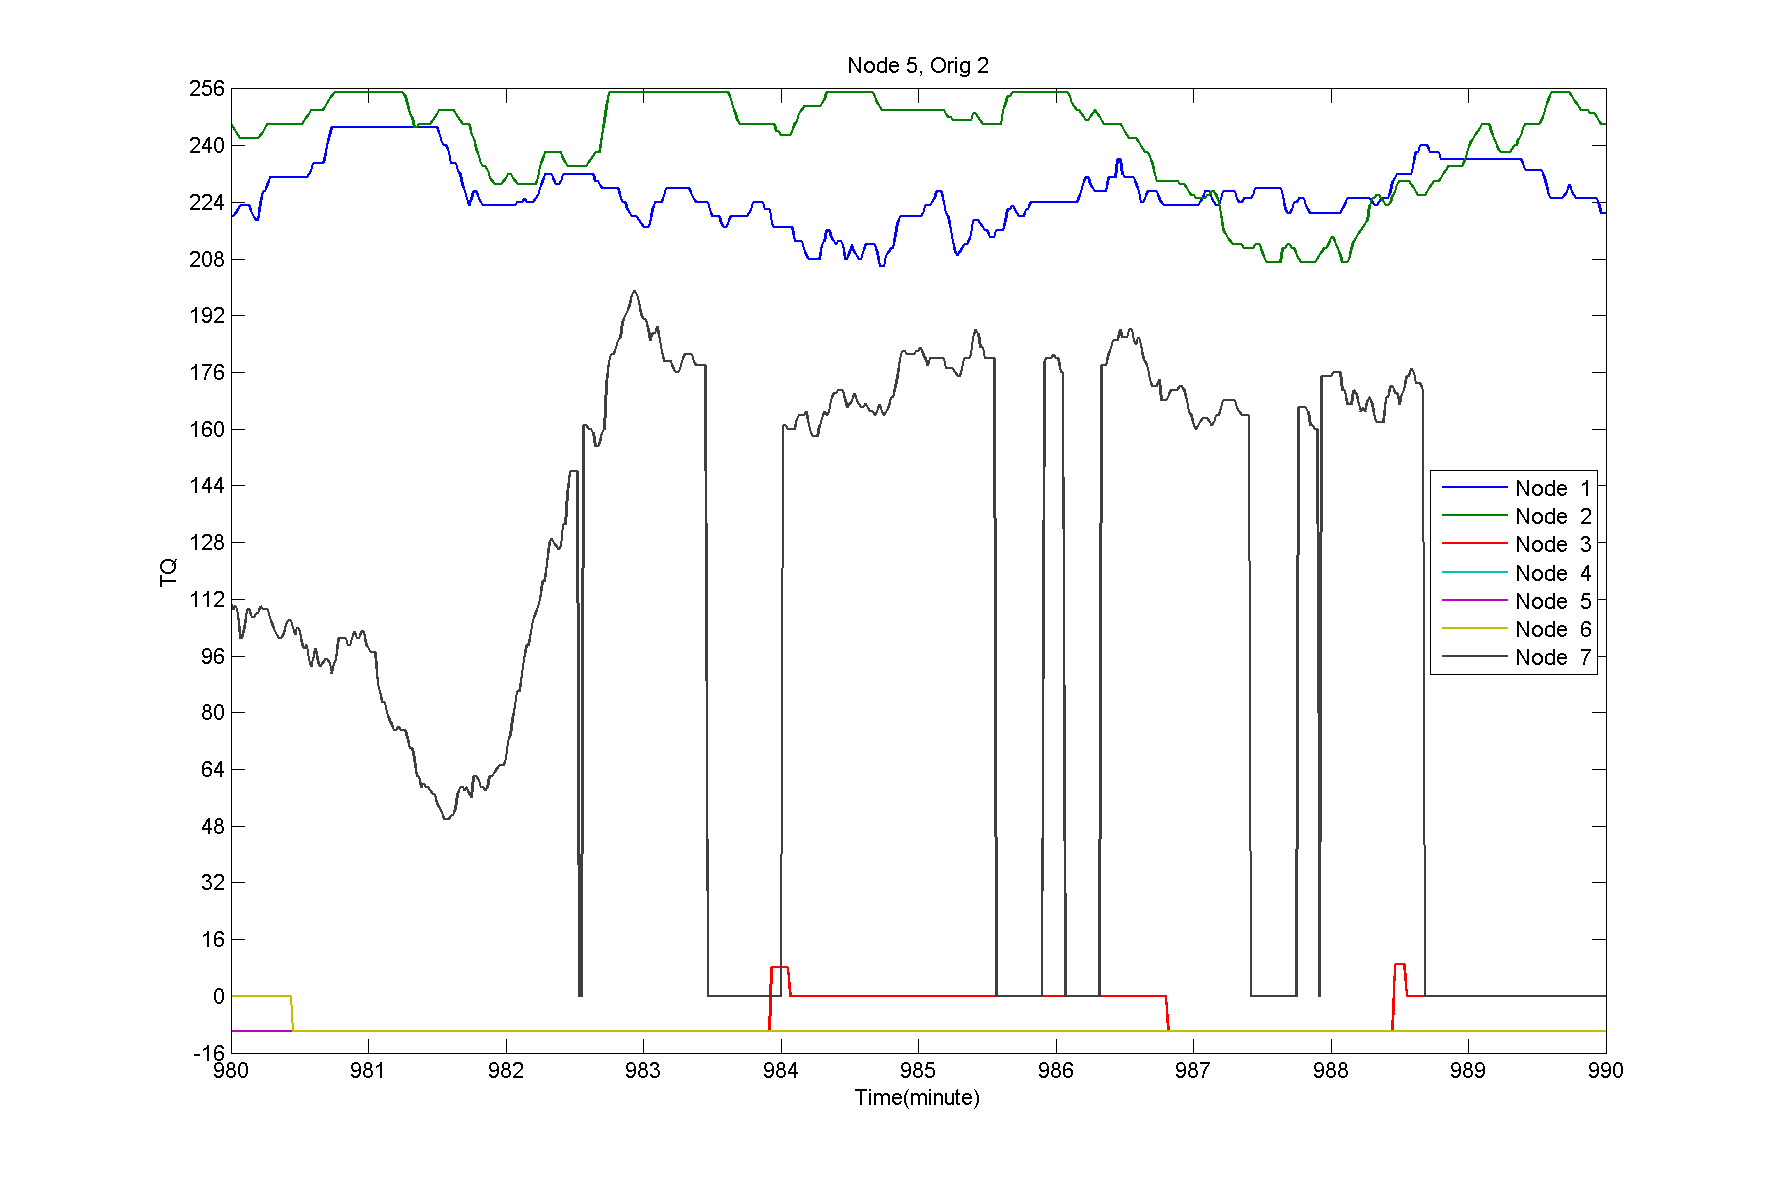 Node 5, Orig 2
256
240
224
208
192
176
160
144
128
112
96
80
64
48
32
16
0
-16
TQ
Node 1
Node 2
Node 3
Node 4
Node 5
Node 6
Node 7
980 981 982 983 984 985 986 987 988 989 990
Time(minute)